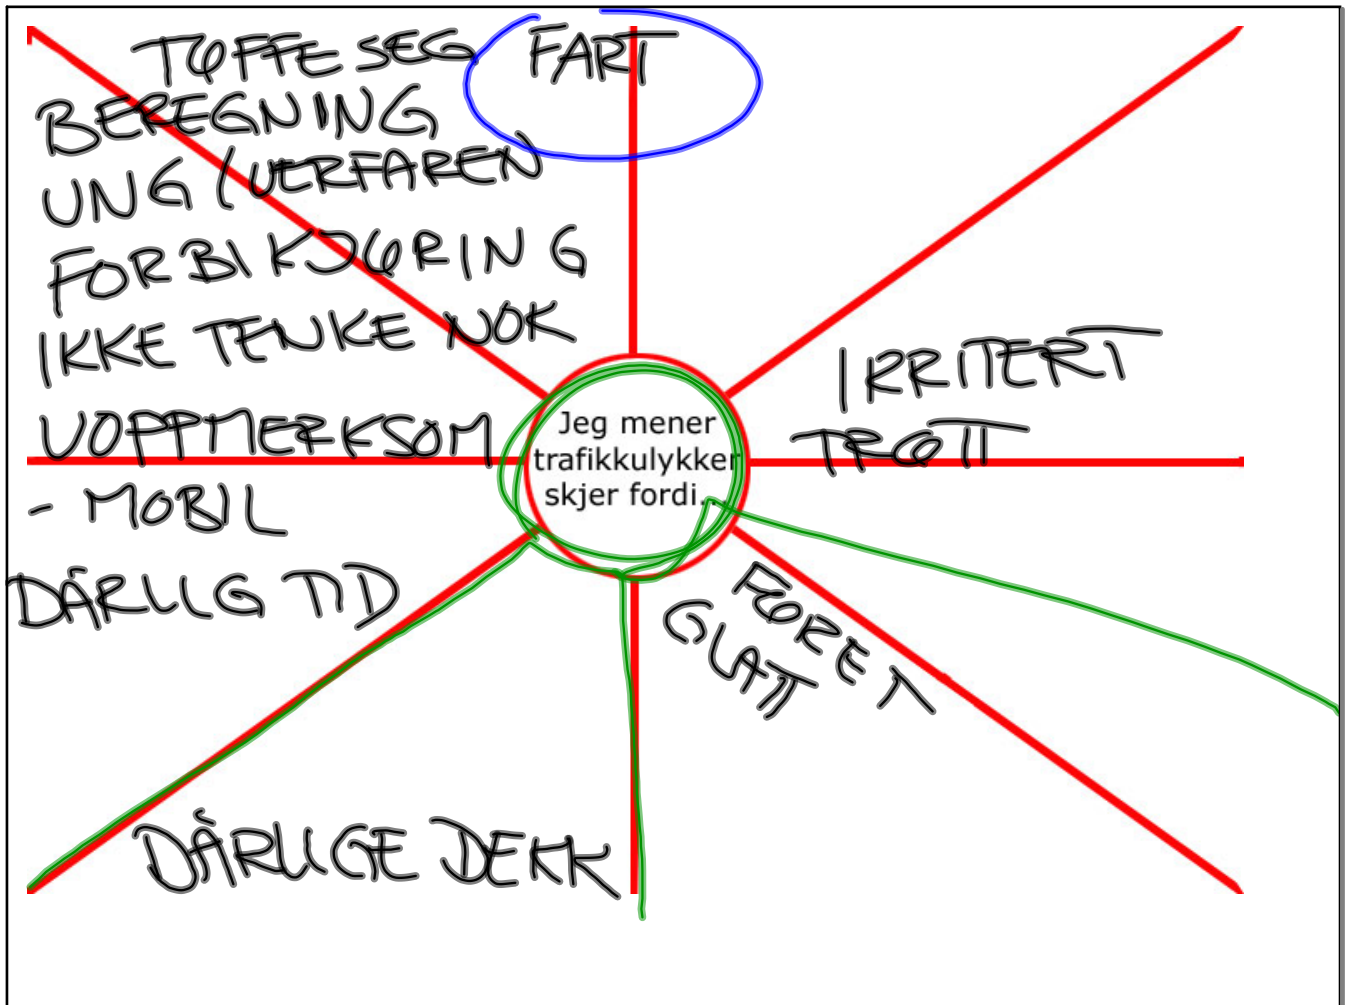 TØFFE SEG
FART
BEREGNING
UNG / UERFAREN
FORBIKJØRING
IKKE TENKE NOK
UOPPMERKSOM
- MOBIL
DÅRLIG TID
Jeg mener
trafikkulykker
skjer fordi...
IRRITERT
TRØTT
FØRET
GLATT
DÅRLIGE DEKK